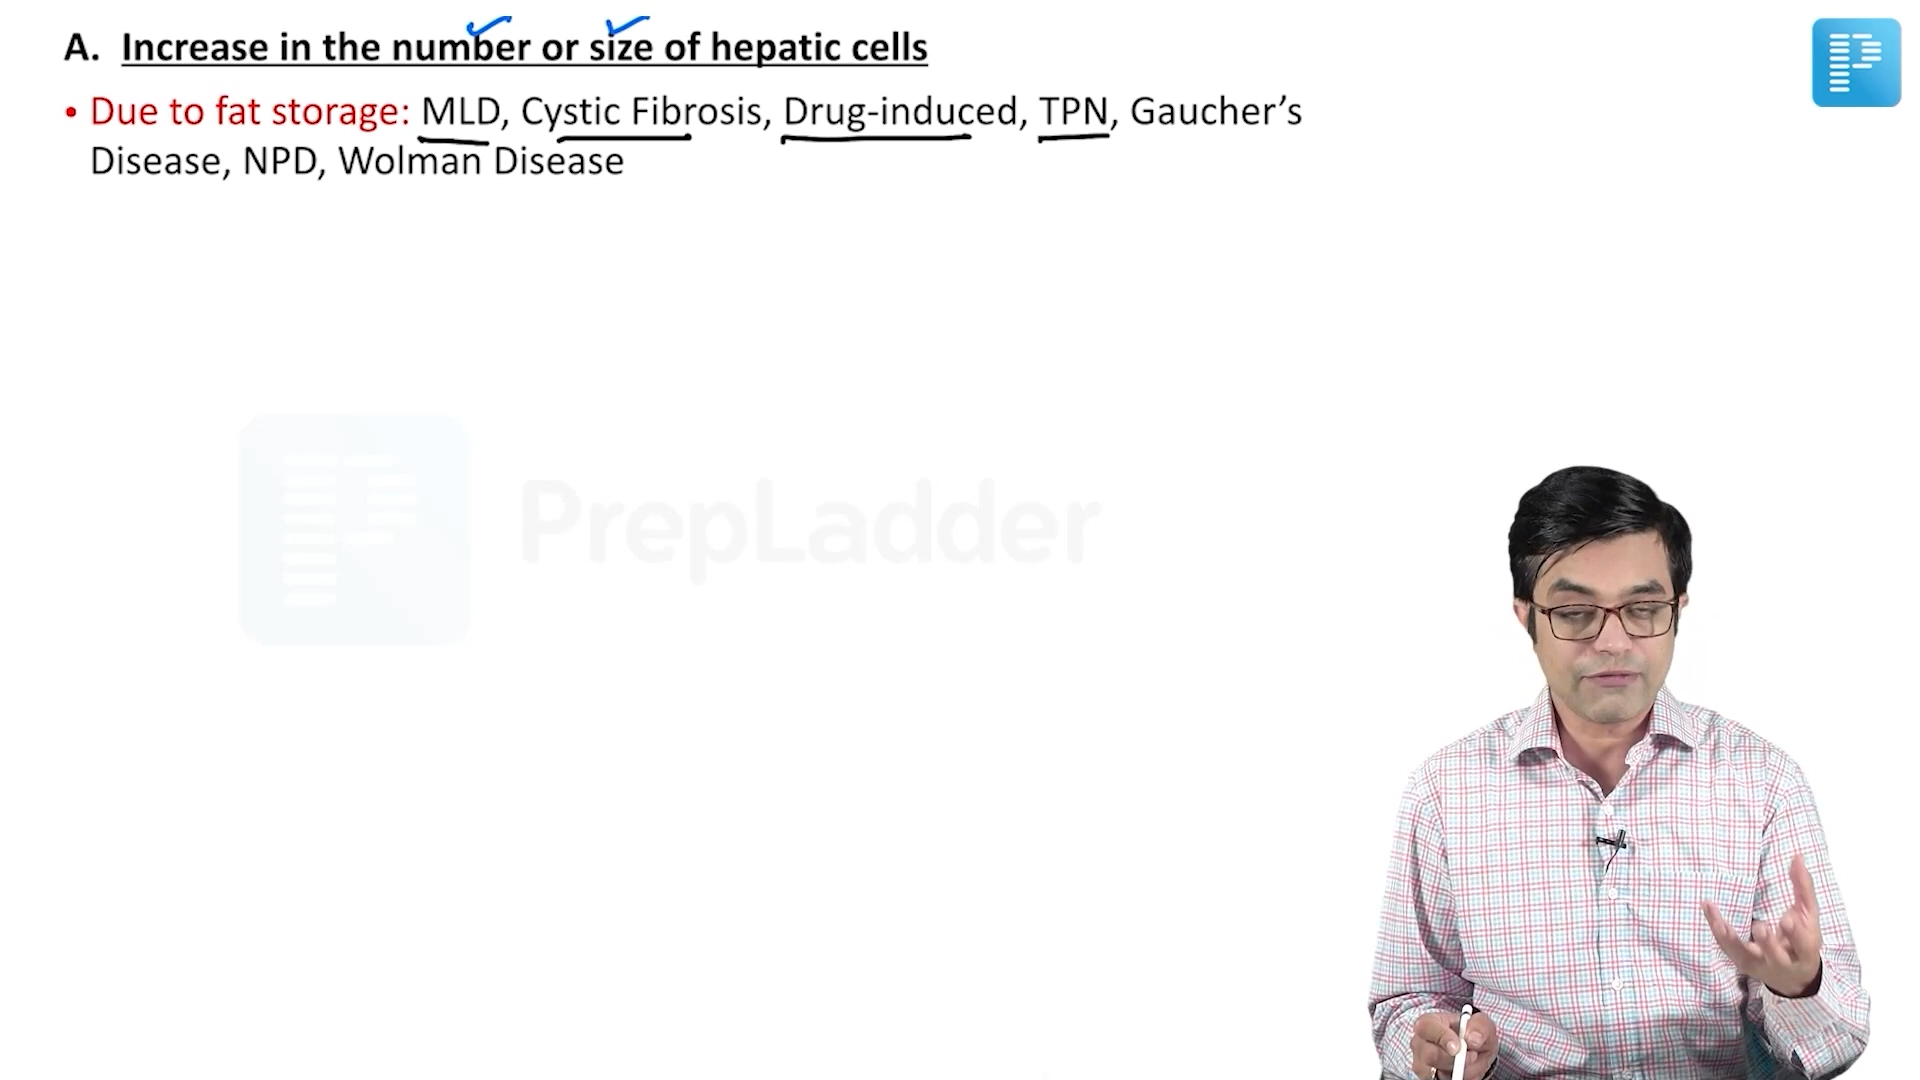 A. Increase in the number or size of hepatic cells
• Due to fat storage: MLD, Cystic Fibrosis, Drug-induced, TPN, Gaucher’s
Disease, NPD, Wolman Disease
PrepLadder